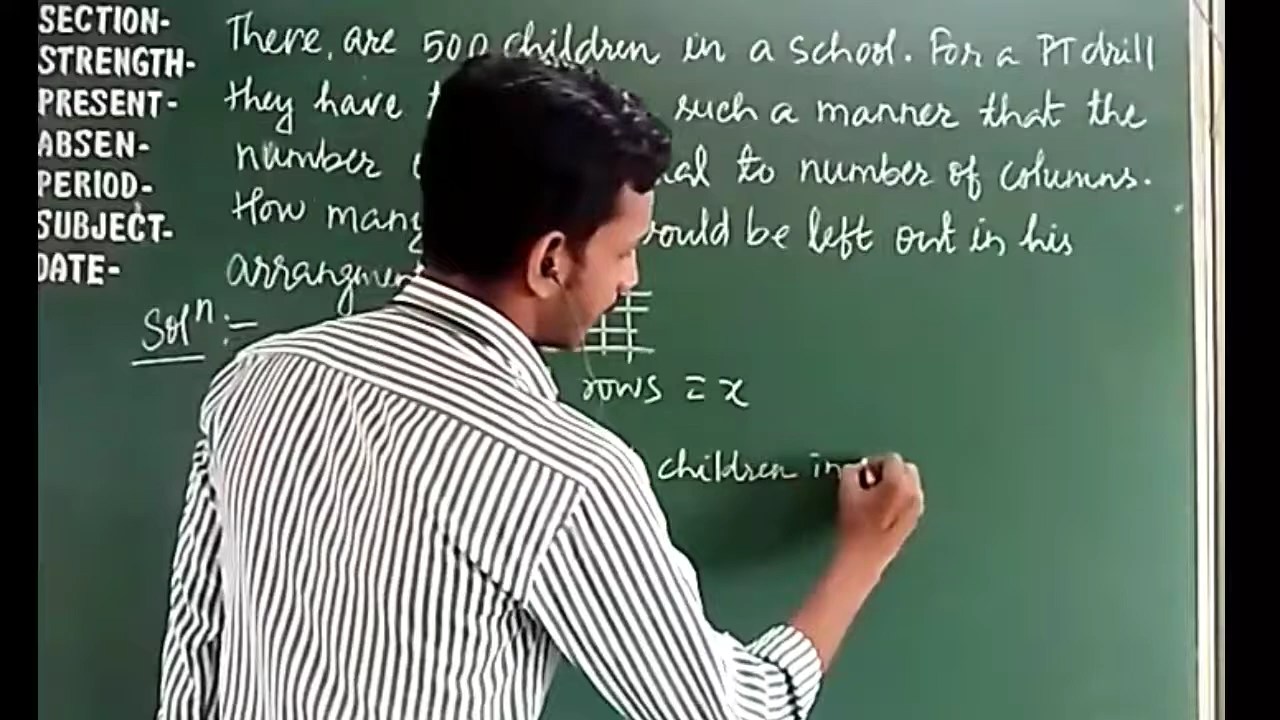 SECTION-
STRENGTH-
PRESENT-
ABSEN-
PERIOD-
SUBJECT-
DATE-
There are 500 children in a school. For a PT drill
they have such a manner that the
number to number of columns.
How many would be left out in his
Solⁿ :-
rows = x
children in